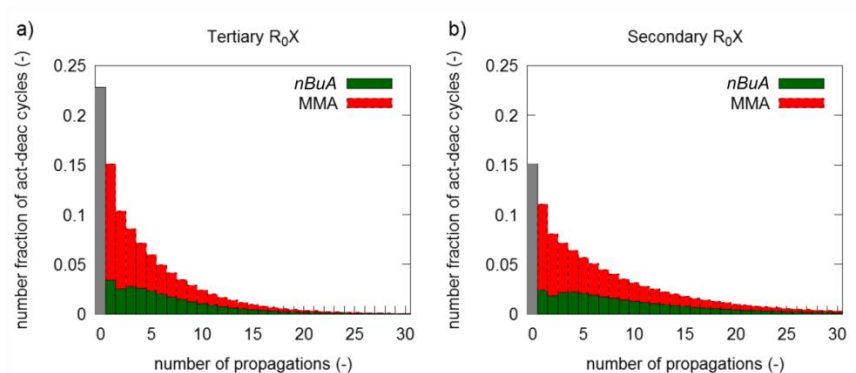 a)
Tertiary R₀X
number fraction of act-deac cycles (-)
0.25
0.2
0.15
0.1
0.05
0
nBuA
MMA
0 5 10 15 20 25 30
number of propagations (-)
b)
Secondary R₀X
number fraction of act-deac cycles (-)
0.25
0.2
0.15
0.1
0.05
0
nBuA
MMA
0 5 10 15 20 25 30
number of propagations (-)